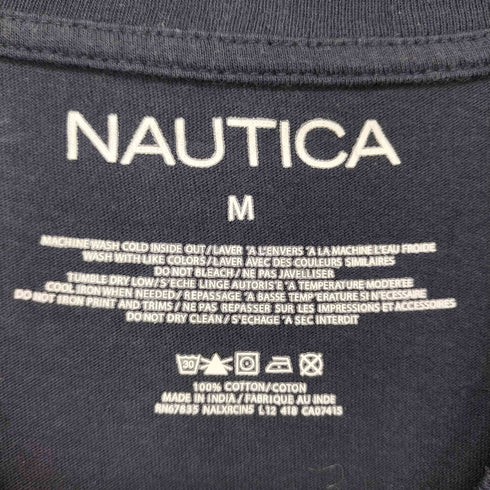 NAUTICA
M
MACHINE WASH COLD INSIDE OUT / LAVER "A L'ENVERS "A LA MACHINE L'EAU FROIDE
WASH WITH LIKE COLORS / LAVER AVEC DES COULEURS SIMILAIRES
DO NOT BLEACH / NE PAS JAVELLISER
TUMBLE DRY LOW / S'ECHE LINGE AUTORIS'E "A TEMPERATURE MODERTEE
COOL IRON WHEN NEEDED / REPASSAGE "A BASSE TEMP'ERATURE SI N'ECESSAIRE
DO NOT IRON PRINT AND TRIMS / NE PAS REPASSER SUR LES IMPRESSIONS ET ACCESSOIRES
DO NOT DRY CLEAN / S'ECHAGE "A SEC INTERDIT
30
100% COTTON / COTON
MADE IN INDIA / FABRIQUE AU INDE
RN67835 NALXRCINS L12 418 CA07415